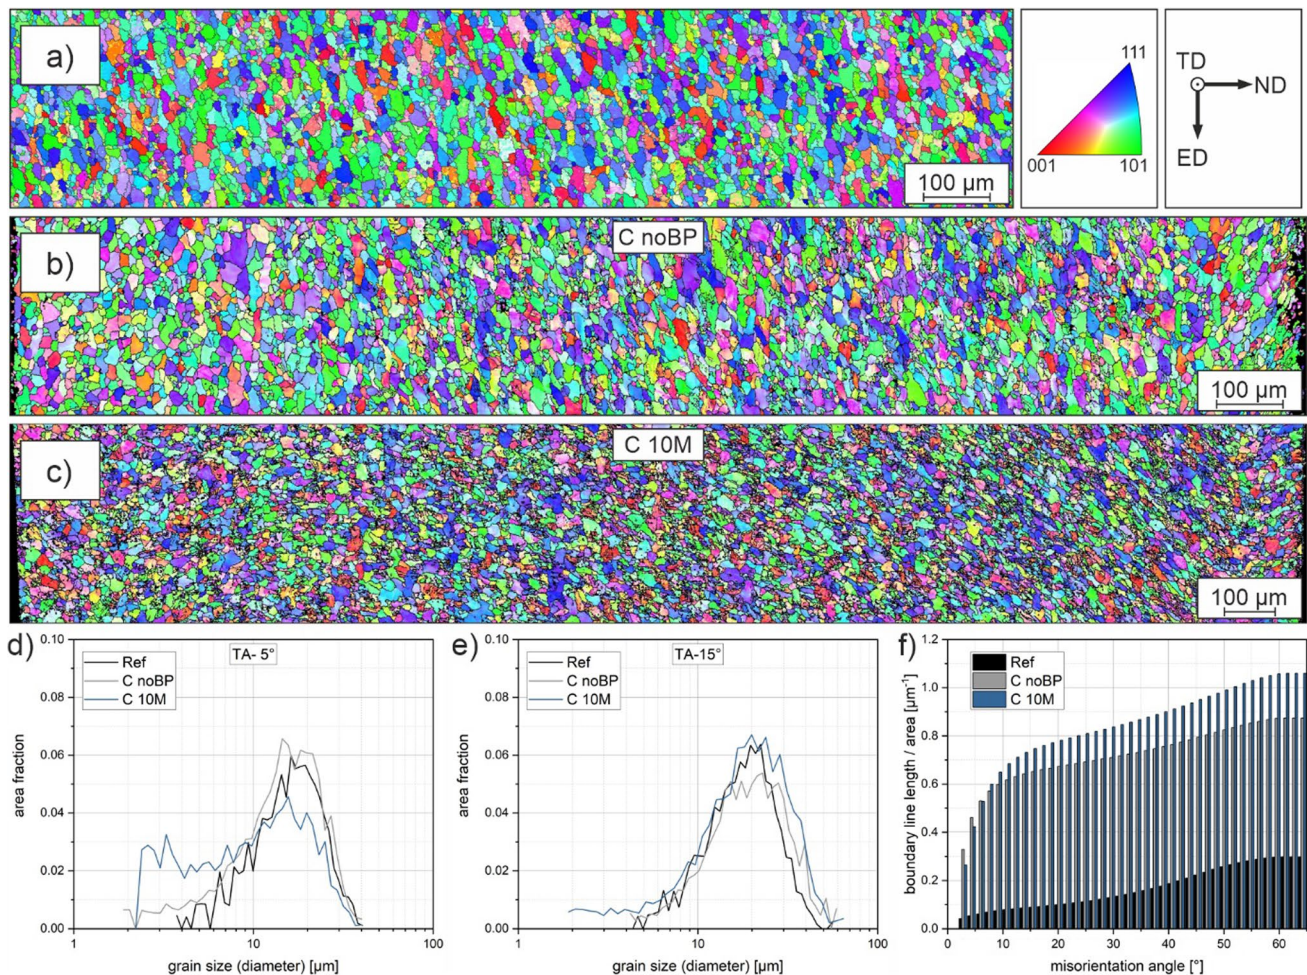 a)
100 µm
111
001
101
TD
ND
ED
b)
C noBP
100 µm
c)
C 10M
100 µm
d)
TA- 5°
Ref
C noBP
C 10M
area fraction
0.10
0.08
0.06
0.04
0.02
0.00
1
10
100
grain size (diameter) [µm]
e)
TA-15°
Ref
C noBP
C 10M
area fraction
0.10
0.08
0.06
0.04
0.02
0.00
1
10
100
grain size (diameter) [µm]
f)
Ref
C noBP
C 10M
boundary line length / area [µm⁻¹]
1.2
1.0
0.8
0.6
0.4
0.2
0.0
0
10
20
30
40
50
60
misorientation angle [°]